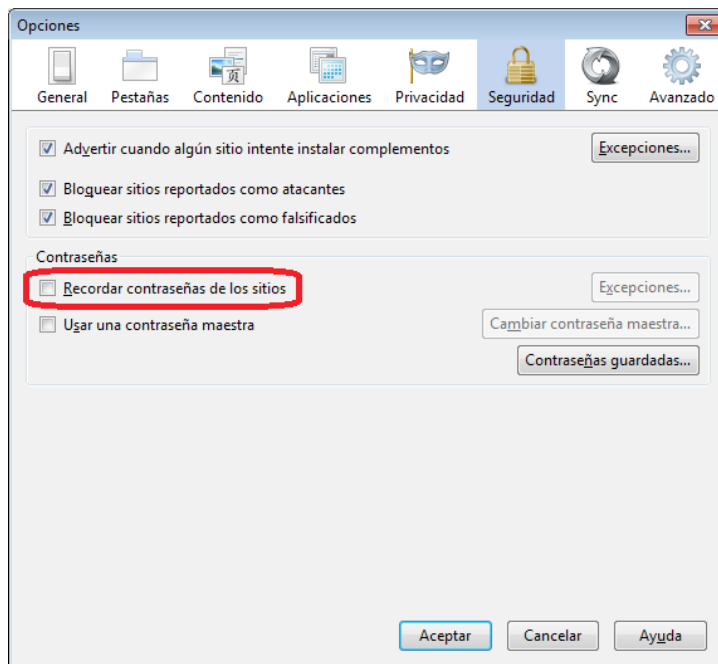 Opciones
General Pestañas Contenido Aplicaciones Privacidad Seguridad Sync Avanzado
Advertir cuando algún sitio intente instalar complementos Excepciones...
Bloquear sitios reportados como atacantes
Bloquear sitios reportados como falsificados
Contraseñas
Recordar contraseñas de los sitios Excepciones...
Usar una contraseña maestra Cambiar contraseña maestra...
Contraseñas guardadas...
Aceptar Cancelar Ayuda